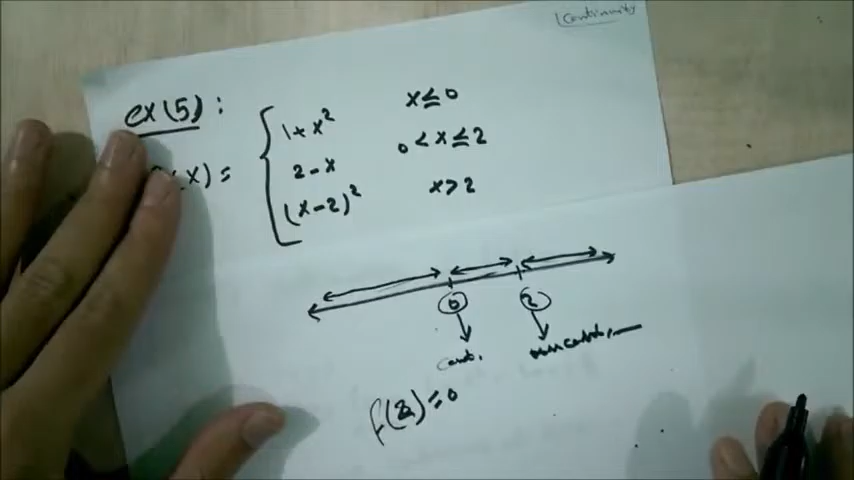 Continuity
ex(5):
1+x² x≤0
(x)= 2-x 0<x≤2
(x-2)² x>2
0 2
cont.
f(2)=0